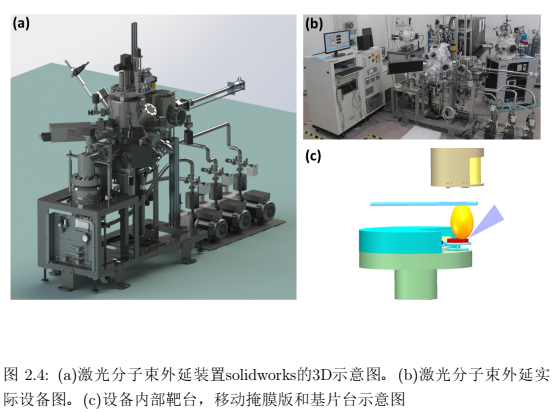 (a)
(b)
(c)
图 2.4: (a)激光分子束外延装置solidworks的3D示意图。(b)激光分子束外延实
际设备图。(c)设备内部靶台，移动掩膜版和基片台示意图